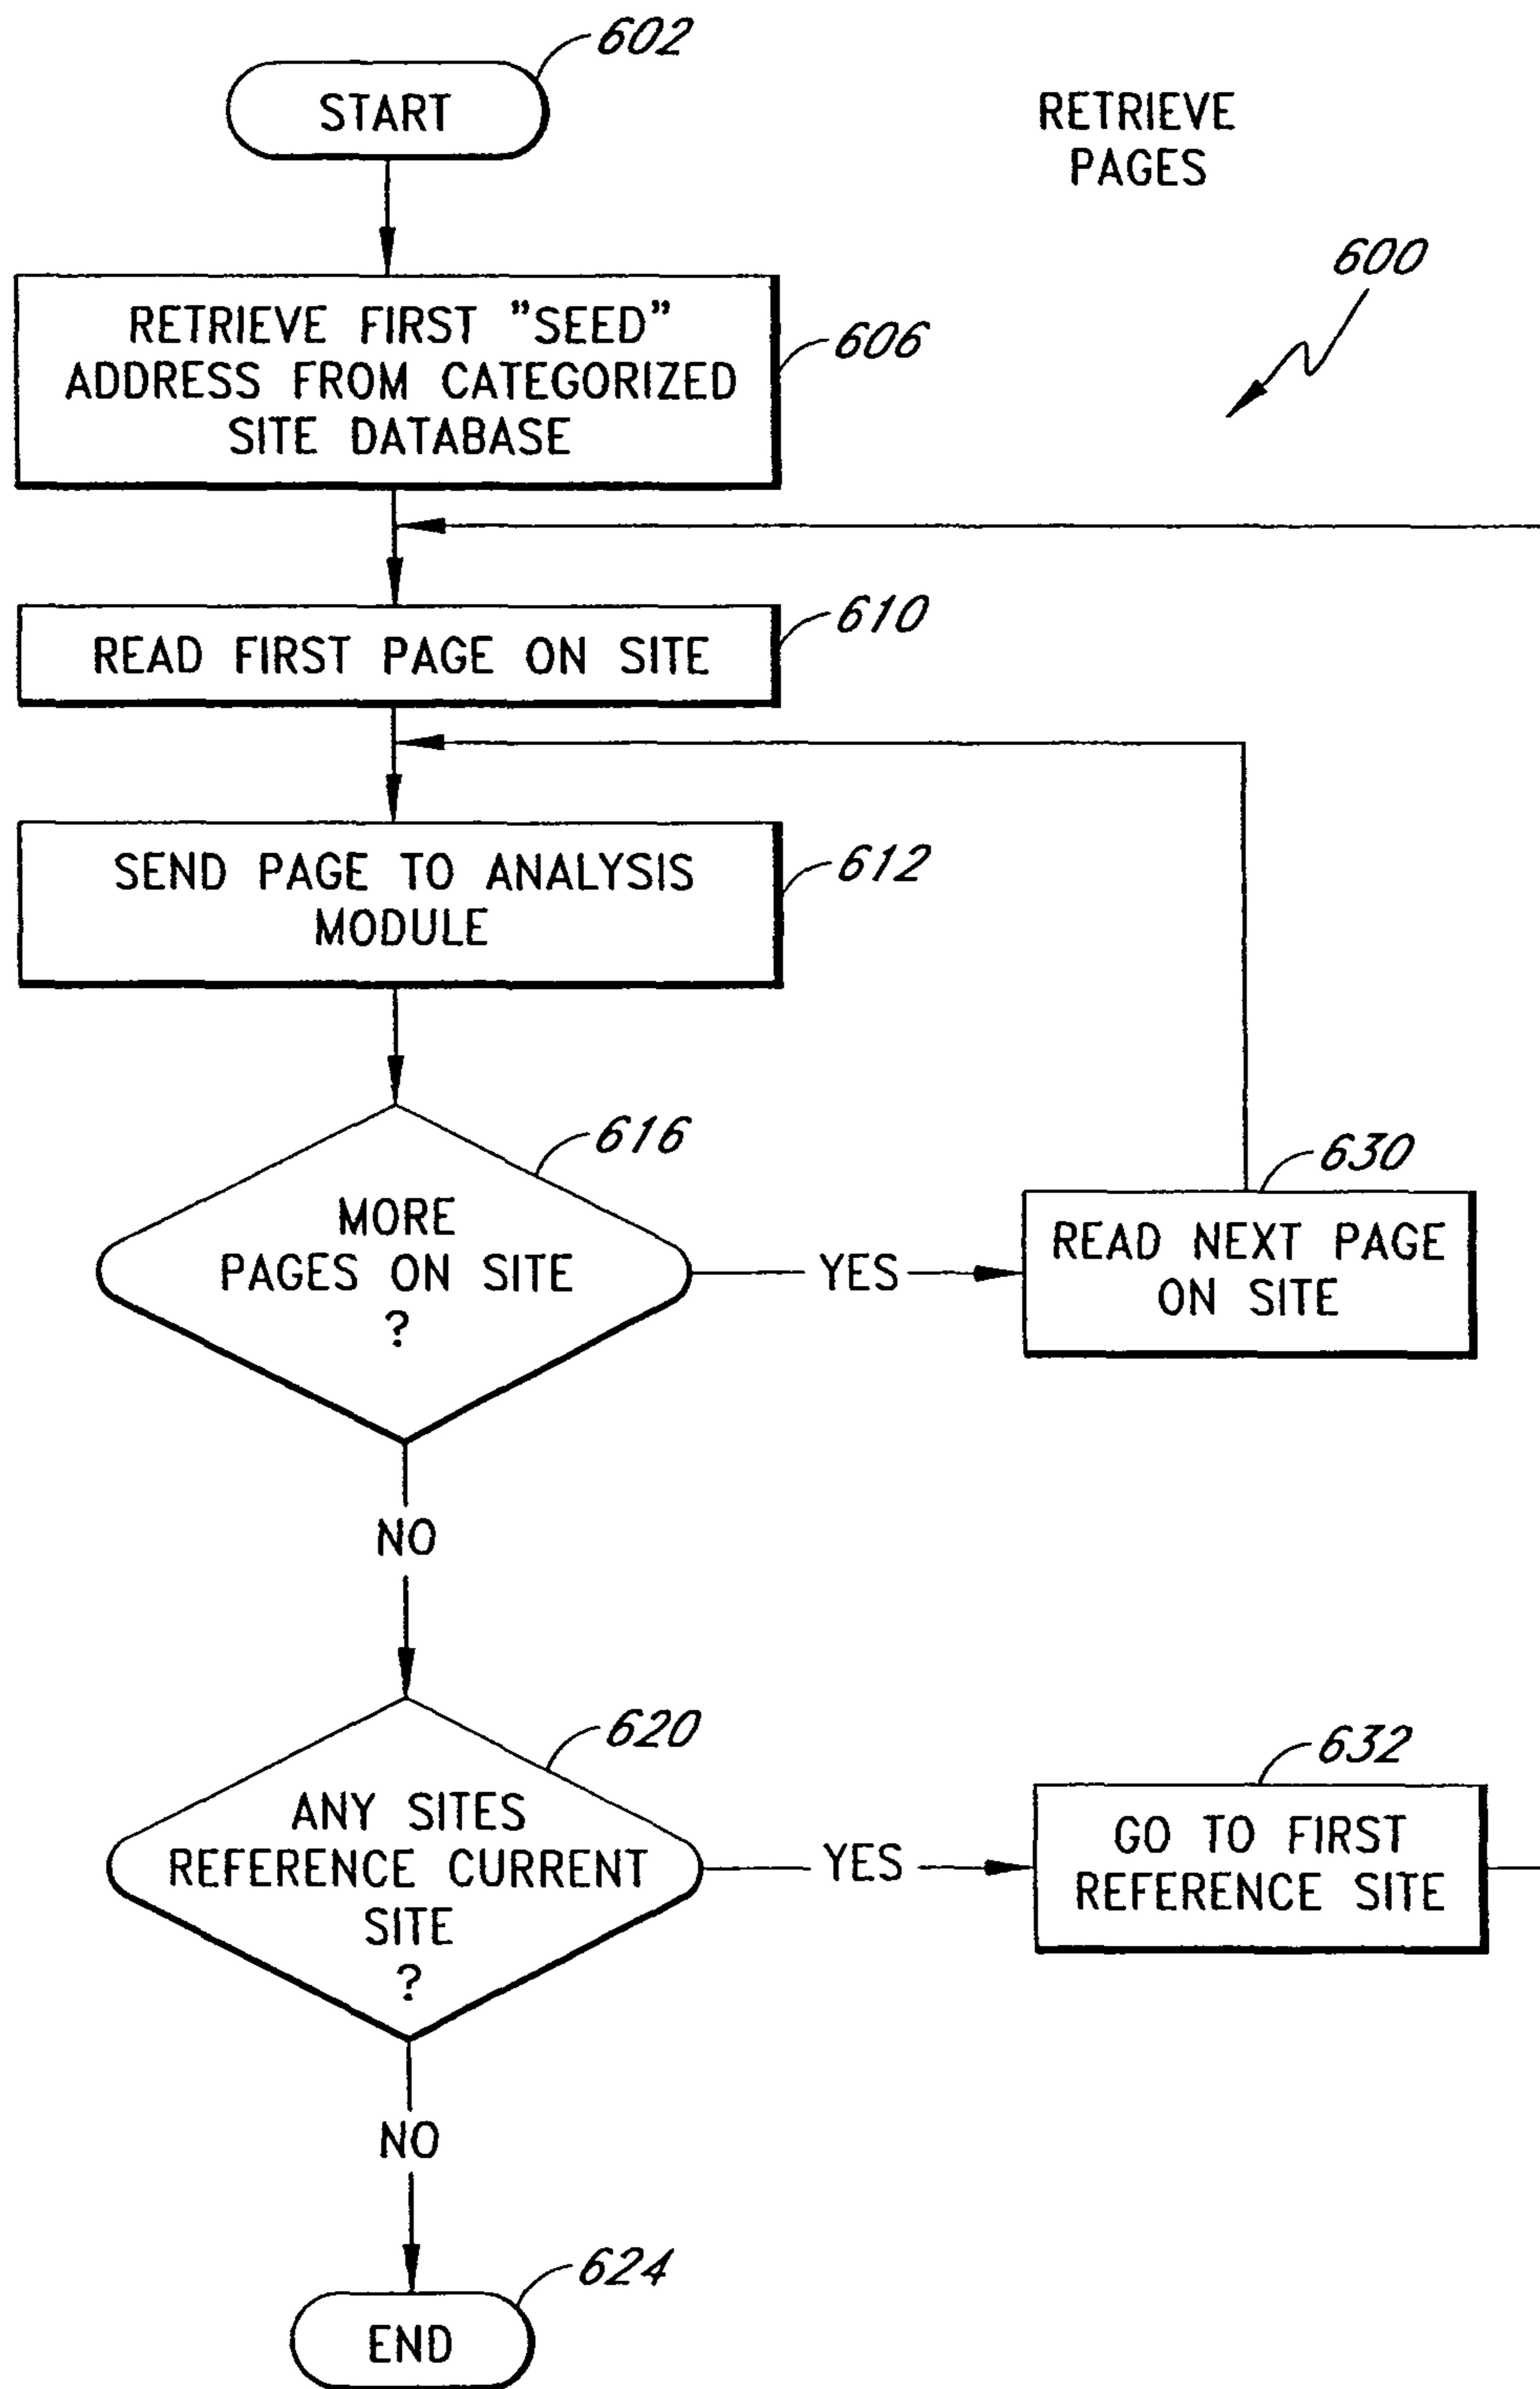 602
START
RETRIEVE
PAGES
600
RETRIEVE FIRST "SEED"
ADDRESS FROM CATEGORIZED
SITE DATABASE
606
READ FIRST PAGE ON SITE
610
SEND PAGE TO ANALYSIS
MODULE
612
616
MORE
PAGES ON SITE
?
YES
630
READ NEXT PAGE
ON SITE
NO
620
ANY SITES
REFERENCE CURRENT
SITE
?
YES
632
GO TO FIRST
REFERENCE SITE
NO
624
END